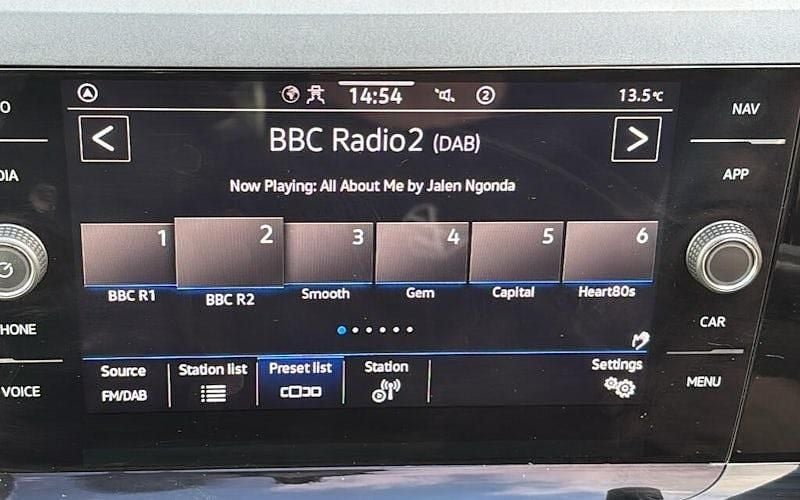 14:54
2
13.5°C
NAV
BBC Radio2 (DAB)
APP
Now Playing: All About Me by Jalen Ngonda
1 2 3 4 5 6
BBC R1 BBC R2 Smooth Gem Capital Heart80s
CAR
Source Station list Preset list Station Settings
FM/DAB
VOICE
MENU